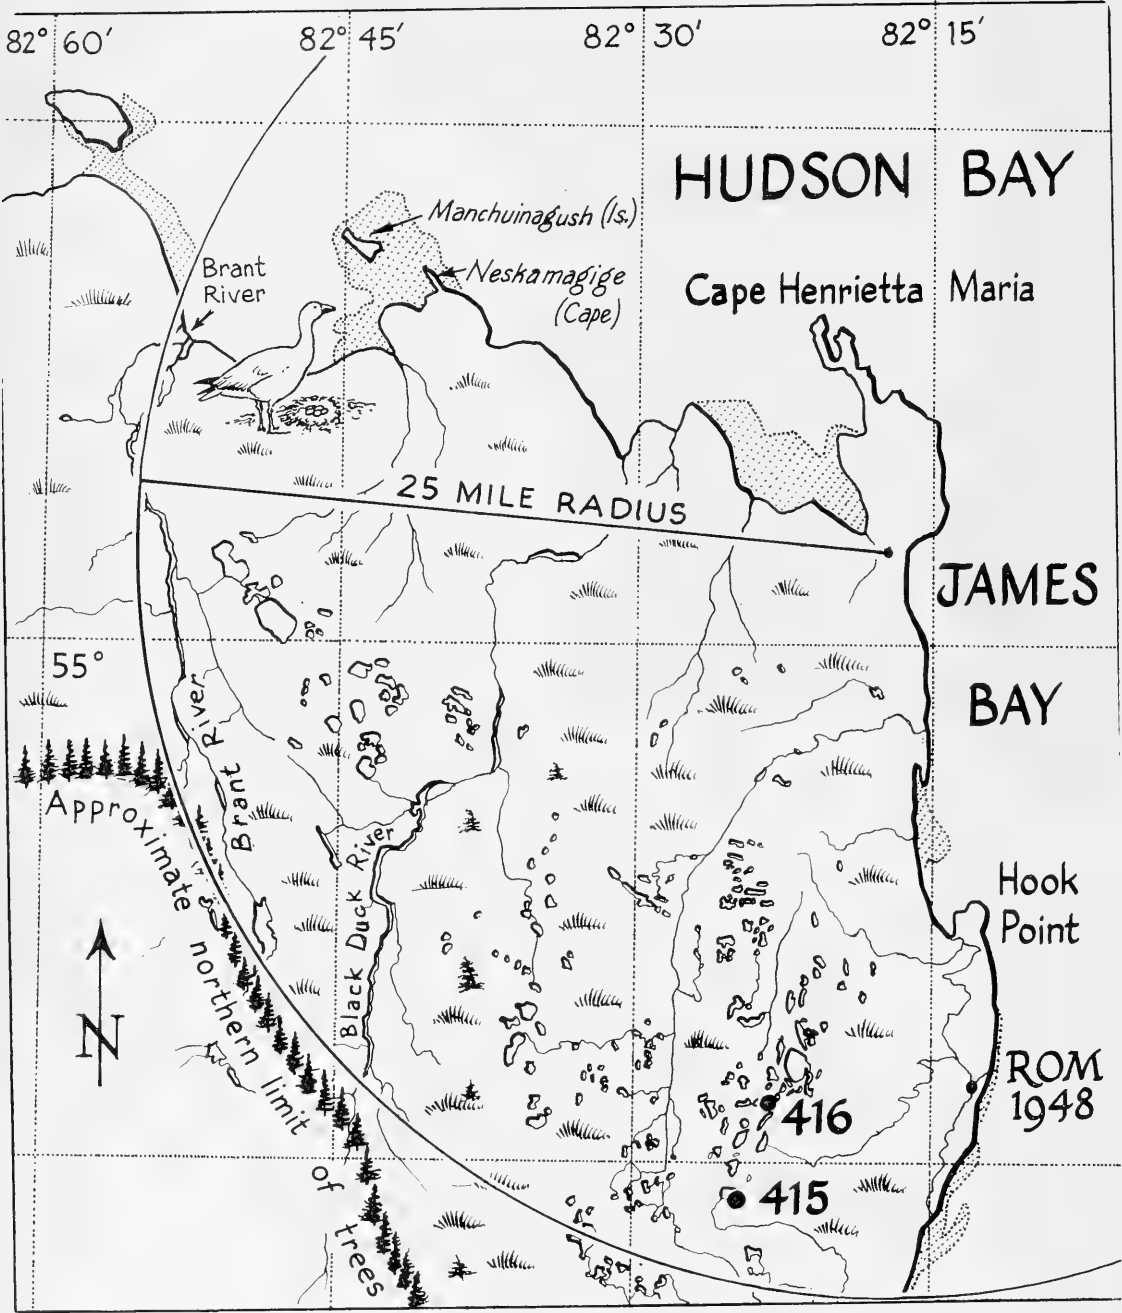 82° 60′ 82° 45′ 82° 30′ 82° 15′
HUDSON BAY
Manchuinagush (Is.)
Brant
River
Neskamagige
(Cape)
Cape Henrietta Maria
25 MILE RADIUS
JAMES
BAY
55°
Brant River
Approximate northern limit of trees
Black Duck River
Hook
Point
N
ROM
1948
416
415